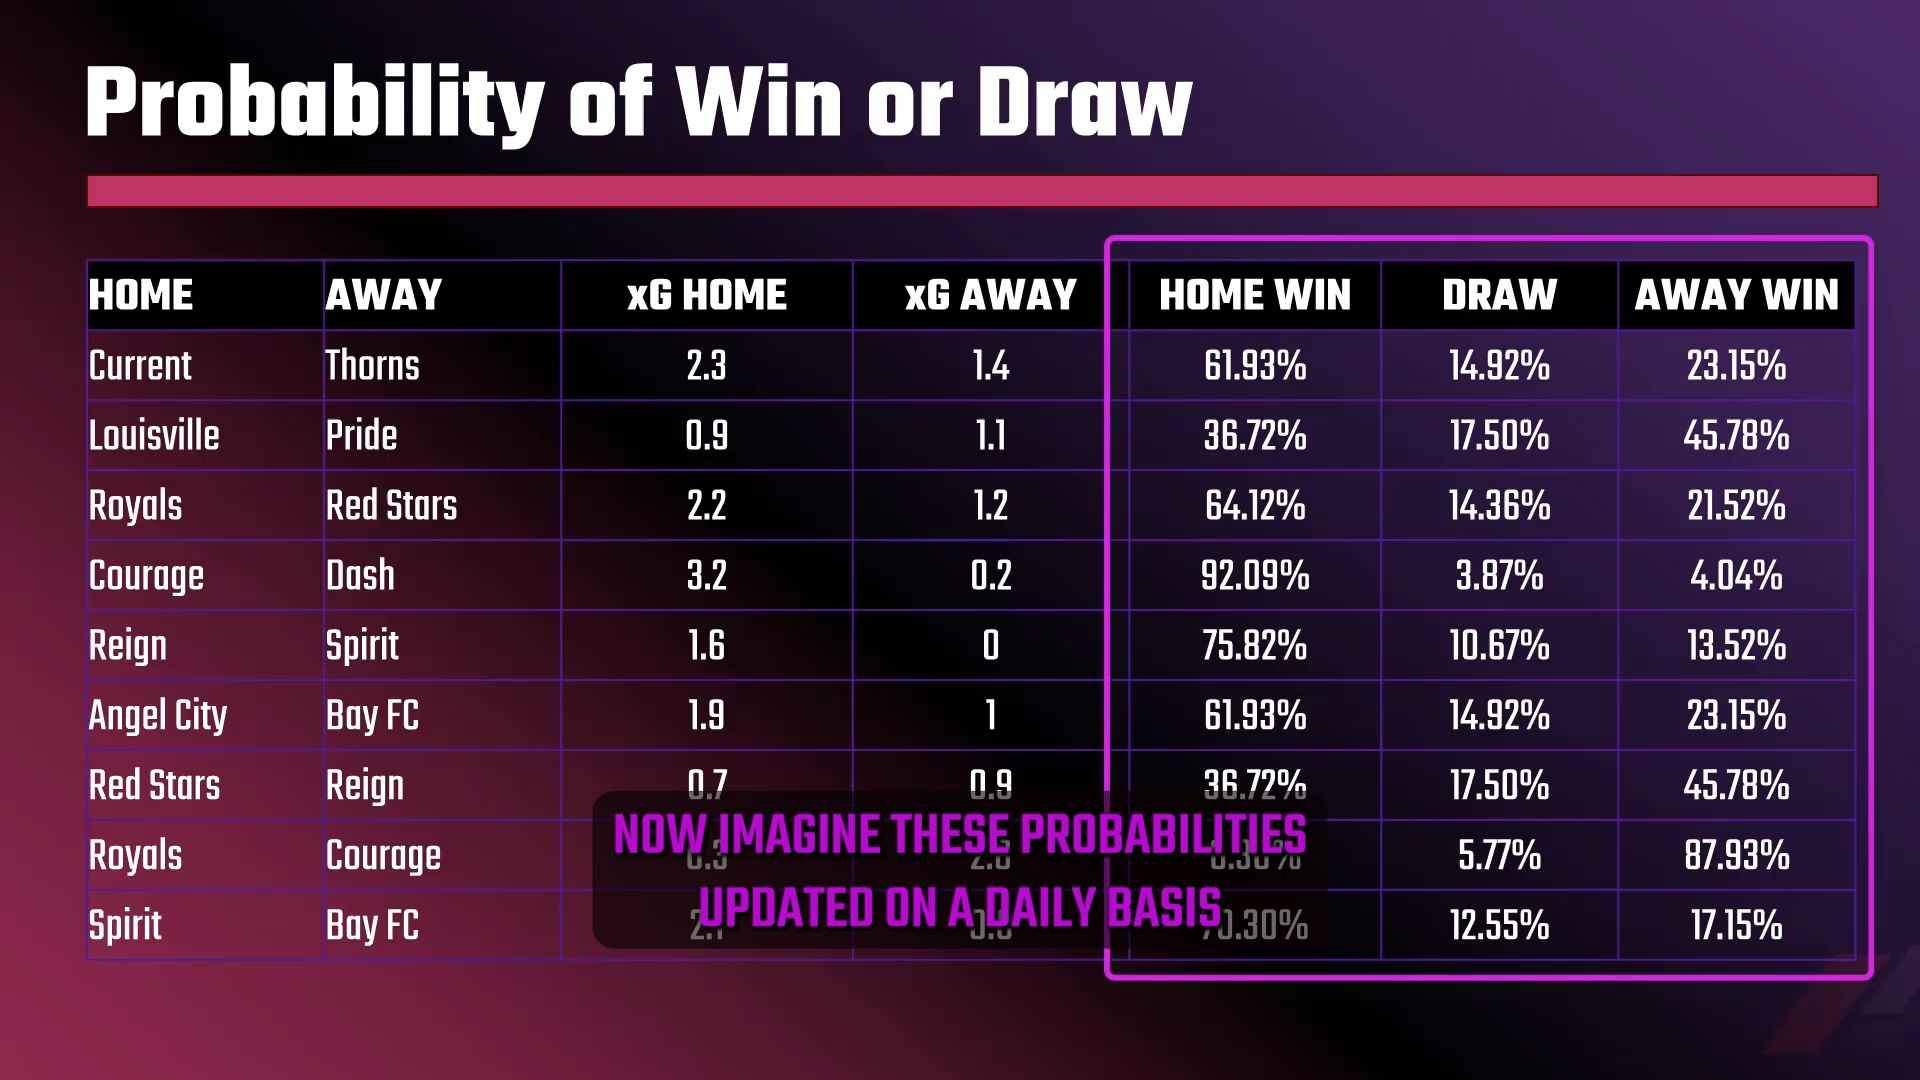 Probability of Win or Draw
HOME AWAY xG HOME xG AWAY HOME WIN DRAW AWAY WIN
Current Thorns 2.3 1.4 61.93% 14.92% 23.15%
Louisville Pride 0.9 1.1 36.72% 17.50% 45.78%
Royals Red Stars 2.2 1.2 64.12% 14.36% 21.52%
Courage Dash 3.2 0.2 92.09% 3.87% 4.04%
Reign Spirit 1.6 0 75.82% 10.67% 13.52%
Angel City Bay FC 1.9 1 61.93% 14.92% 23.15%
Red Stars Reign 0.7 0.9 36.72% 17.50% 45.78%
Royals Courage 5.77% 87.93%
Spirit Bay FC 70.30% 12.55% 17.15%
NOW IMAGINE THESE PROBABILITIES
UPDATED ON A DAILY BASIS